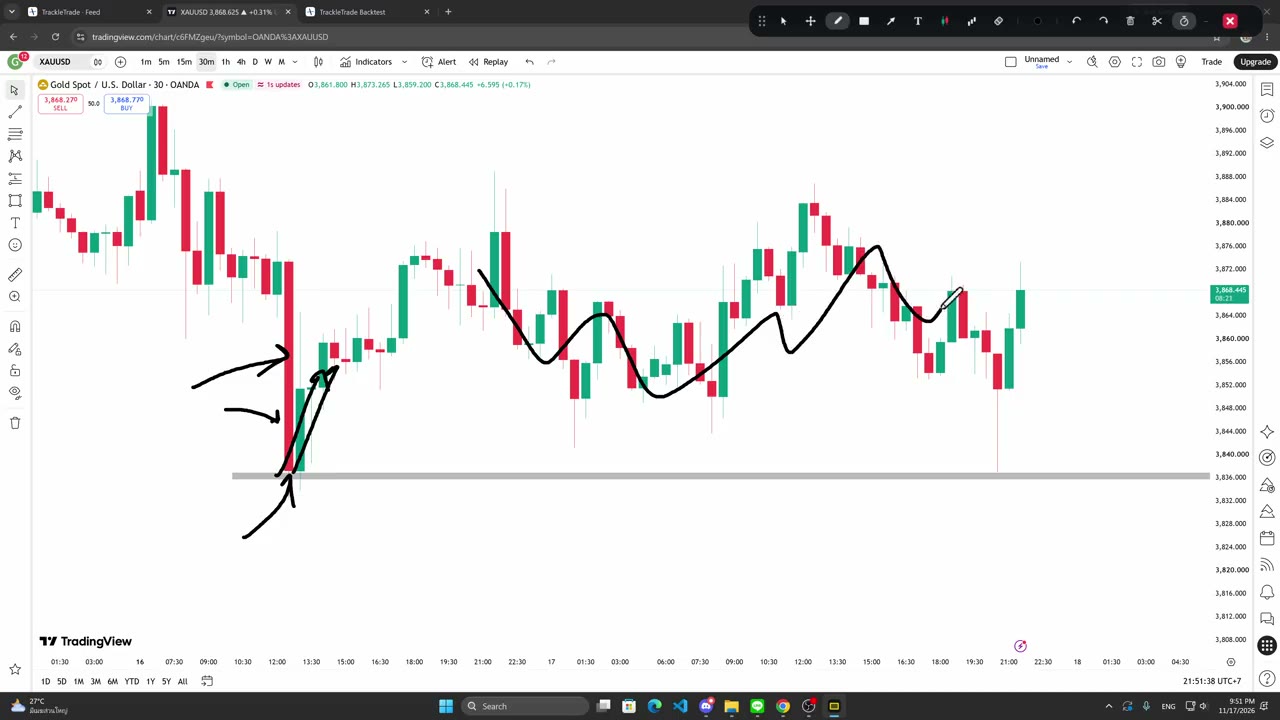 TrackleTrade - Feed
XAUUSD 3,868.625 ▲ +0.31% U
TrackleTrade Backtest
tradingview.com/chart/c6FMZgeu/?symbol=OANDA%3AXAUUSD
G 12 XAUUSD 1m 5m 15m 30m 1h 4h D W M Indicators Alert Replay Unnamed Save Trade Upgrade
Gold Spot / U.S. Dollar · 30 · OANDA Open 1s updates O3,861.800 H3,873.265 L3,859.200 C3,868.445 +6.595 (+0.17%)
3,868.270 SELL 50.0 3,868.770 BUY
3,904.000
3,900.000
3,896.000
3,892.000
3,888.000
3,884.000
3,880.000
3,876.000
3,872.000
3,868.445
08:21
3,864.000
3,860.000
3,856.000
3,852.000
3,848.000
3,844.000
3,840.000
3,836.000
3,832.000
3,828.000
3,824.000
3,820.000
3,816.000
3,812.000
3,808.000
TradingView
01:30 03:00 16 07:30 09:00 10:30 12:00 13:30 15:00 16:30 18:00 19:30 21:00 22:30 17 01:30 03:00 06:00 07:30 09:00 10:30 12:00 13:30 15:00 16:30 18:00 19:30 21:00 22:30 18 01:30 03:00 04:30
1D 5D 1M 3M 6M YTD 1Y 5Y All 21:51:38 UTC+7
27°C
Search
ENG
9:51 PM
11/17/2026